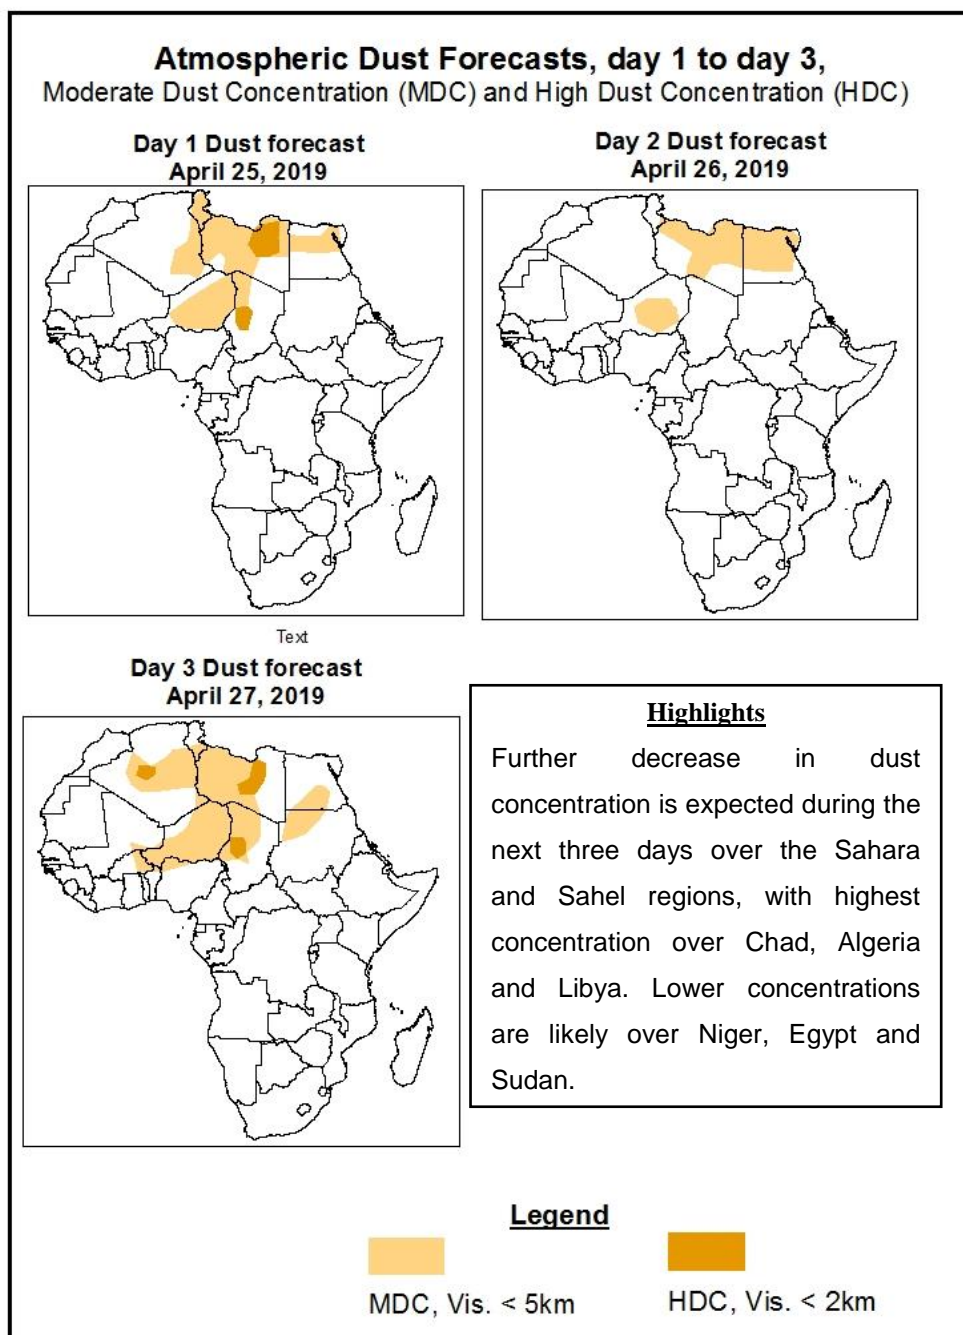 Atmospheric Dust Forecasts, day 1 to day 3,
Moderate Dust Concentration (MDC) and High Dust Concentration (HDC)
Day 1 Dust forecast
April 25, 2019
Day 2 Dust forecast
April 26, 2019
Text
Day 3 Dust forecast
April 27, 2019
Highlights
Further decrease in dust
concentration is expected during the
next three days over the Sahara
and Sahel regions, with highest
concentration over Chad, Algeria
and Libya. Lower concentrations
are likely over Niger, Egypt and
Sudan.
Legend
MDC, Vis. < 5km
HDC, Vis. < 2km